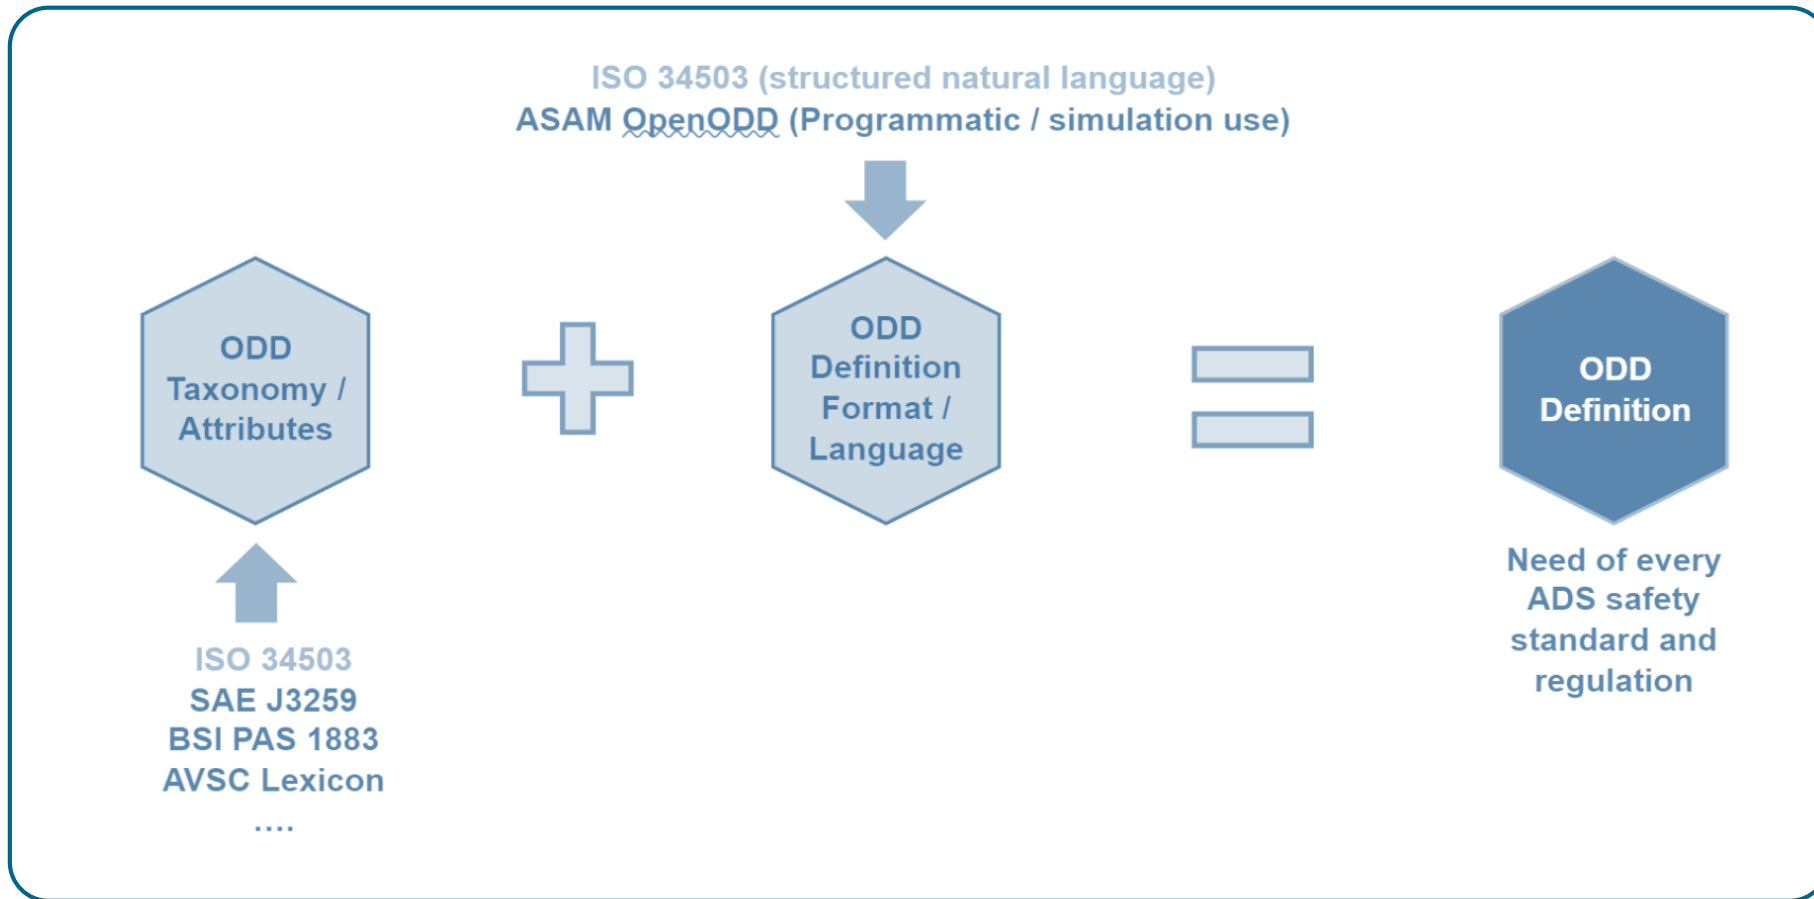 ISO 34503 (structured natural language)
ASAM OpenODD (Programmatic / simulation use)
ODD
Taxonomy /
Attributes
ODD
Definition
Format /
Language
ODD
Definition
ISO 34503
SAE J3259
BSI PAS 1883
AVSC Lexicon
....
Need of every
ADS safety
standard and
regulation